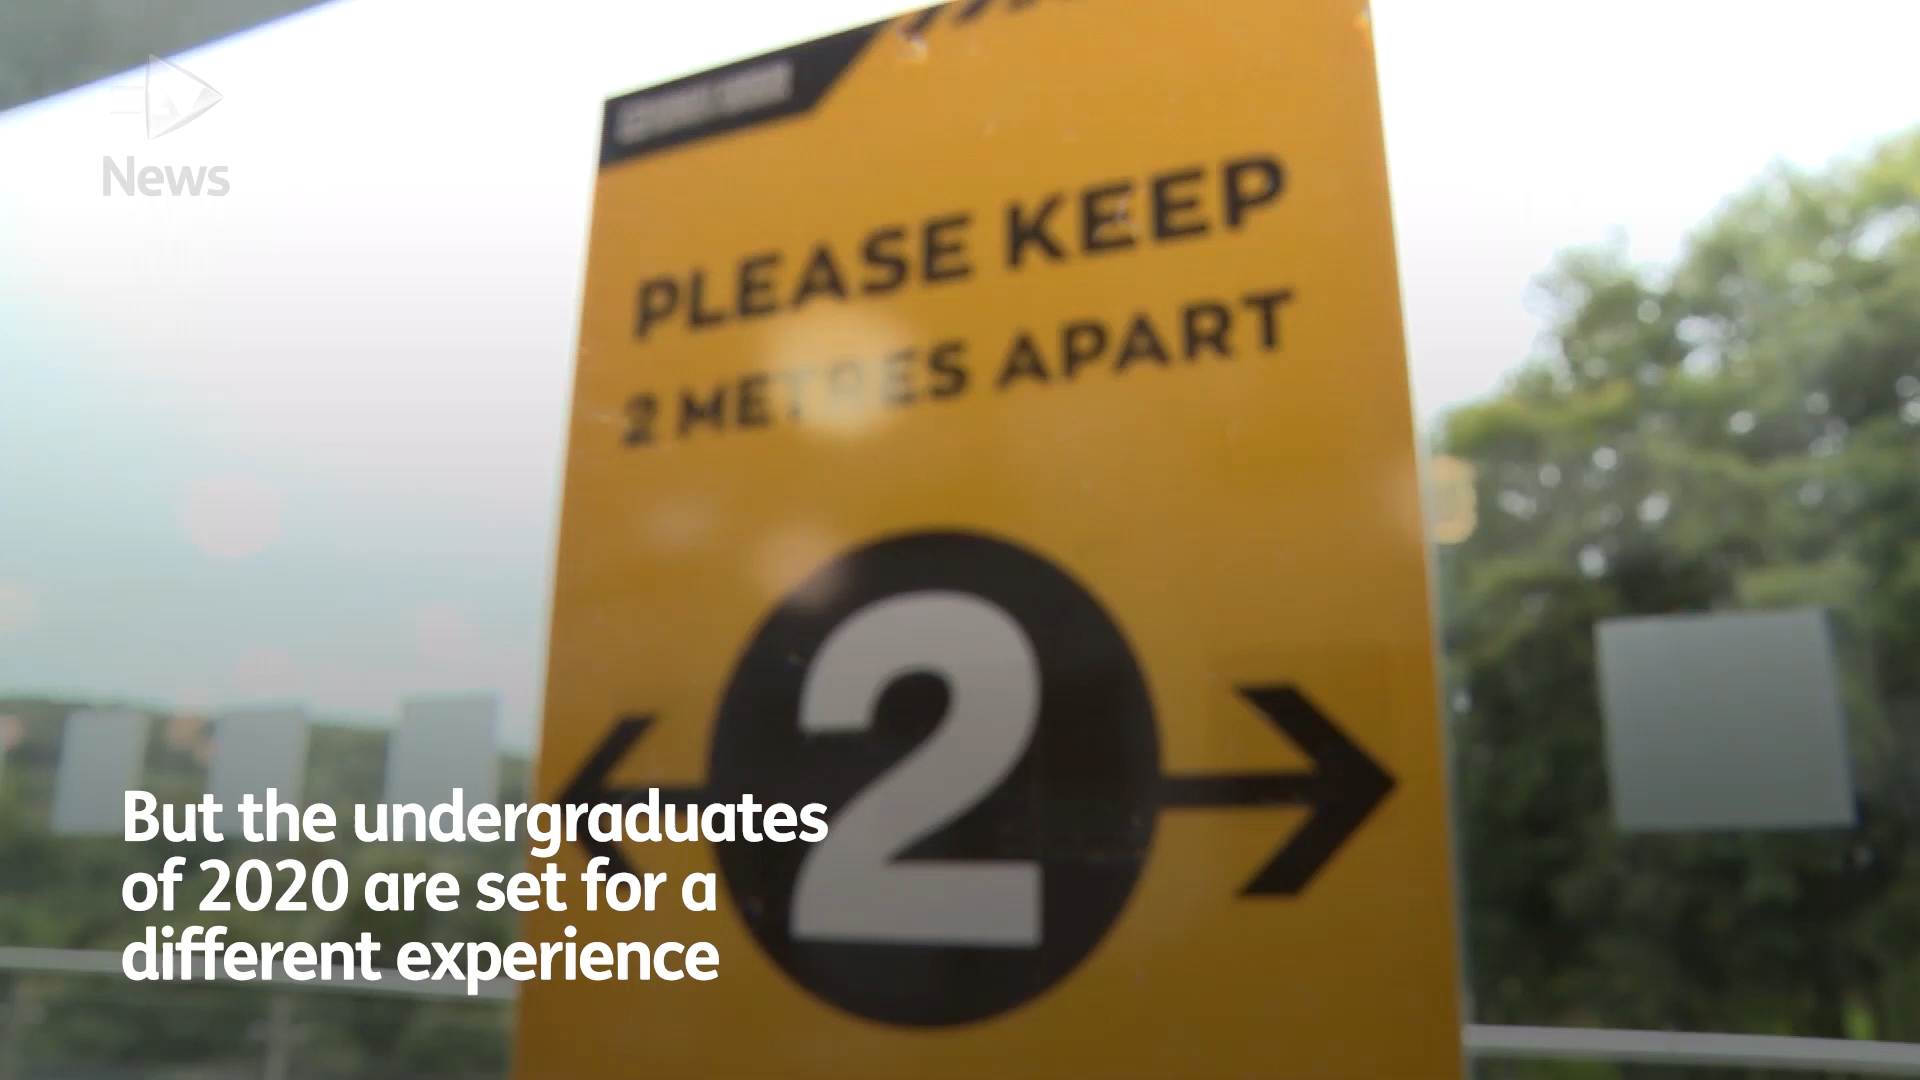 News
PLEASE KEEP
2 METRES APART
2
But the undergraduates
of 2020 are set for a
different experience